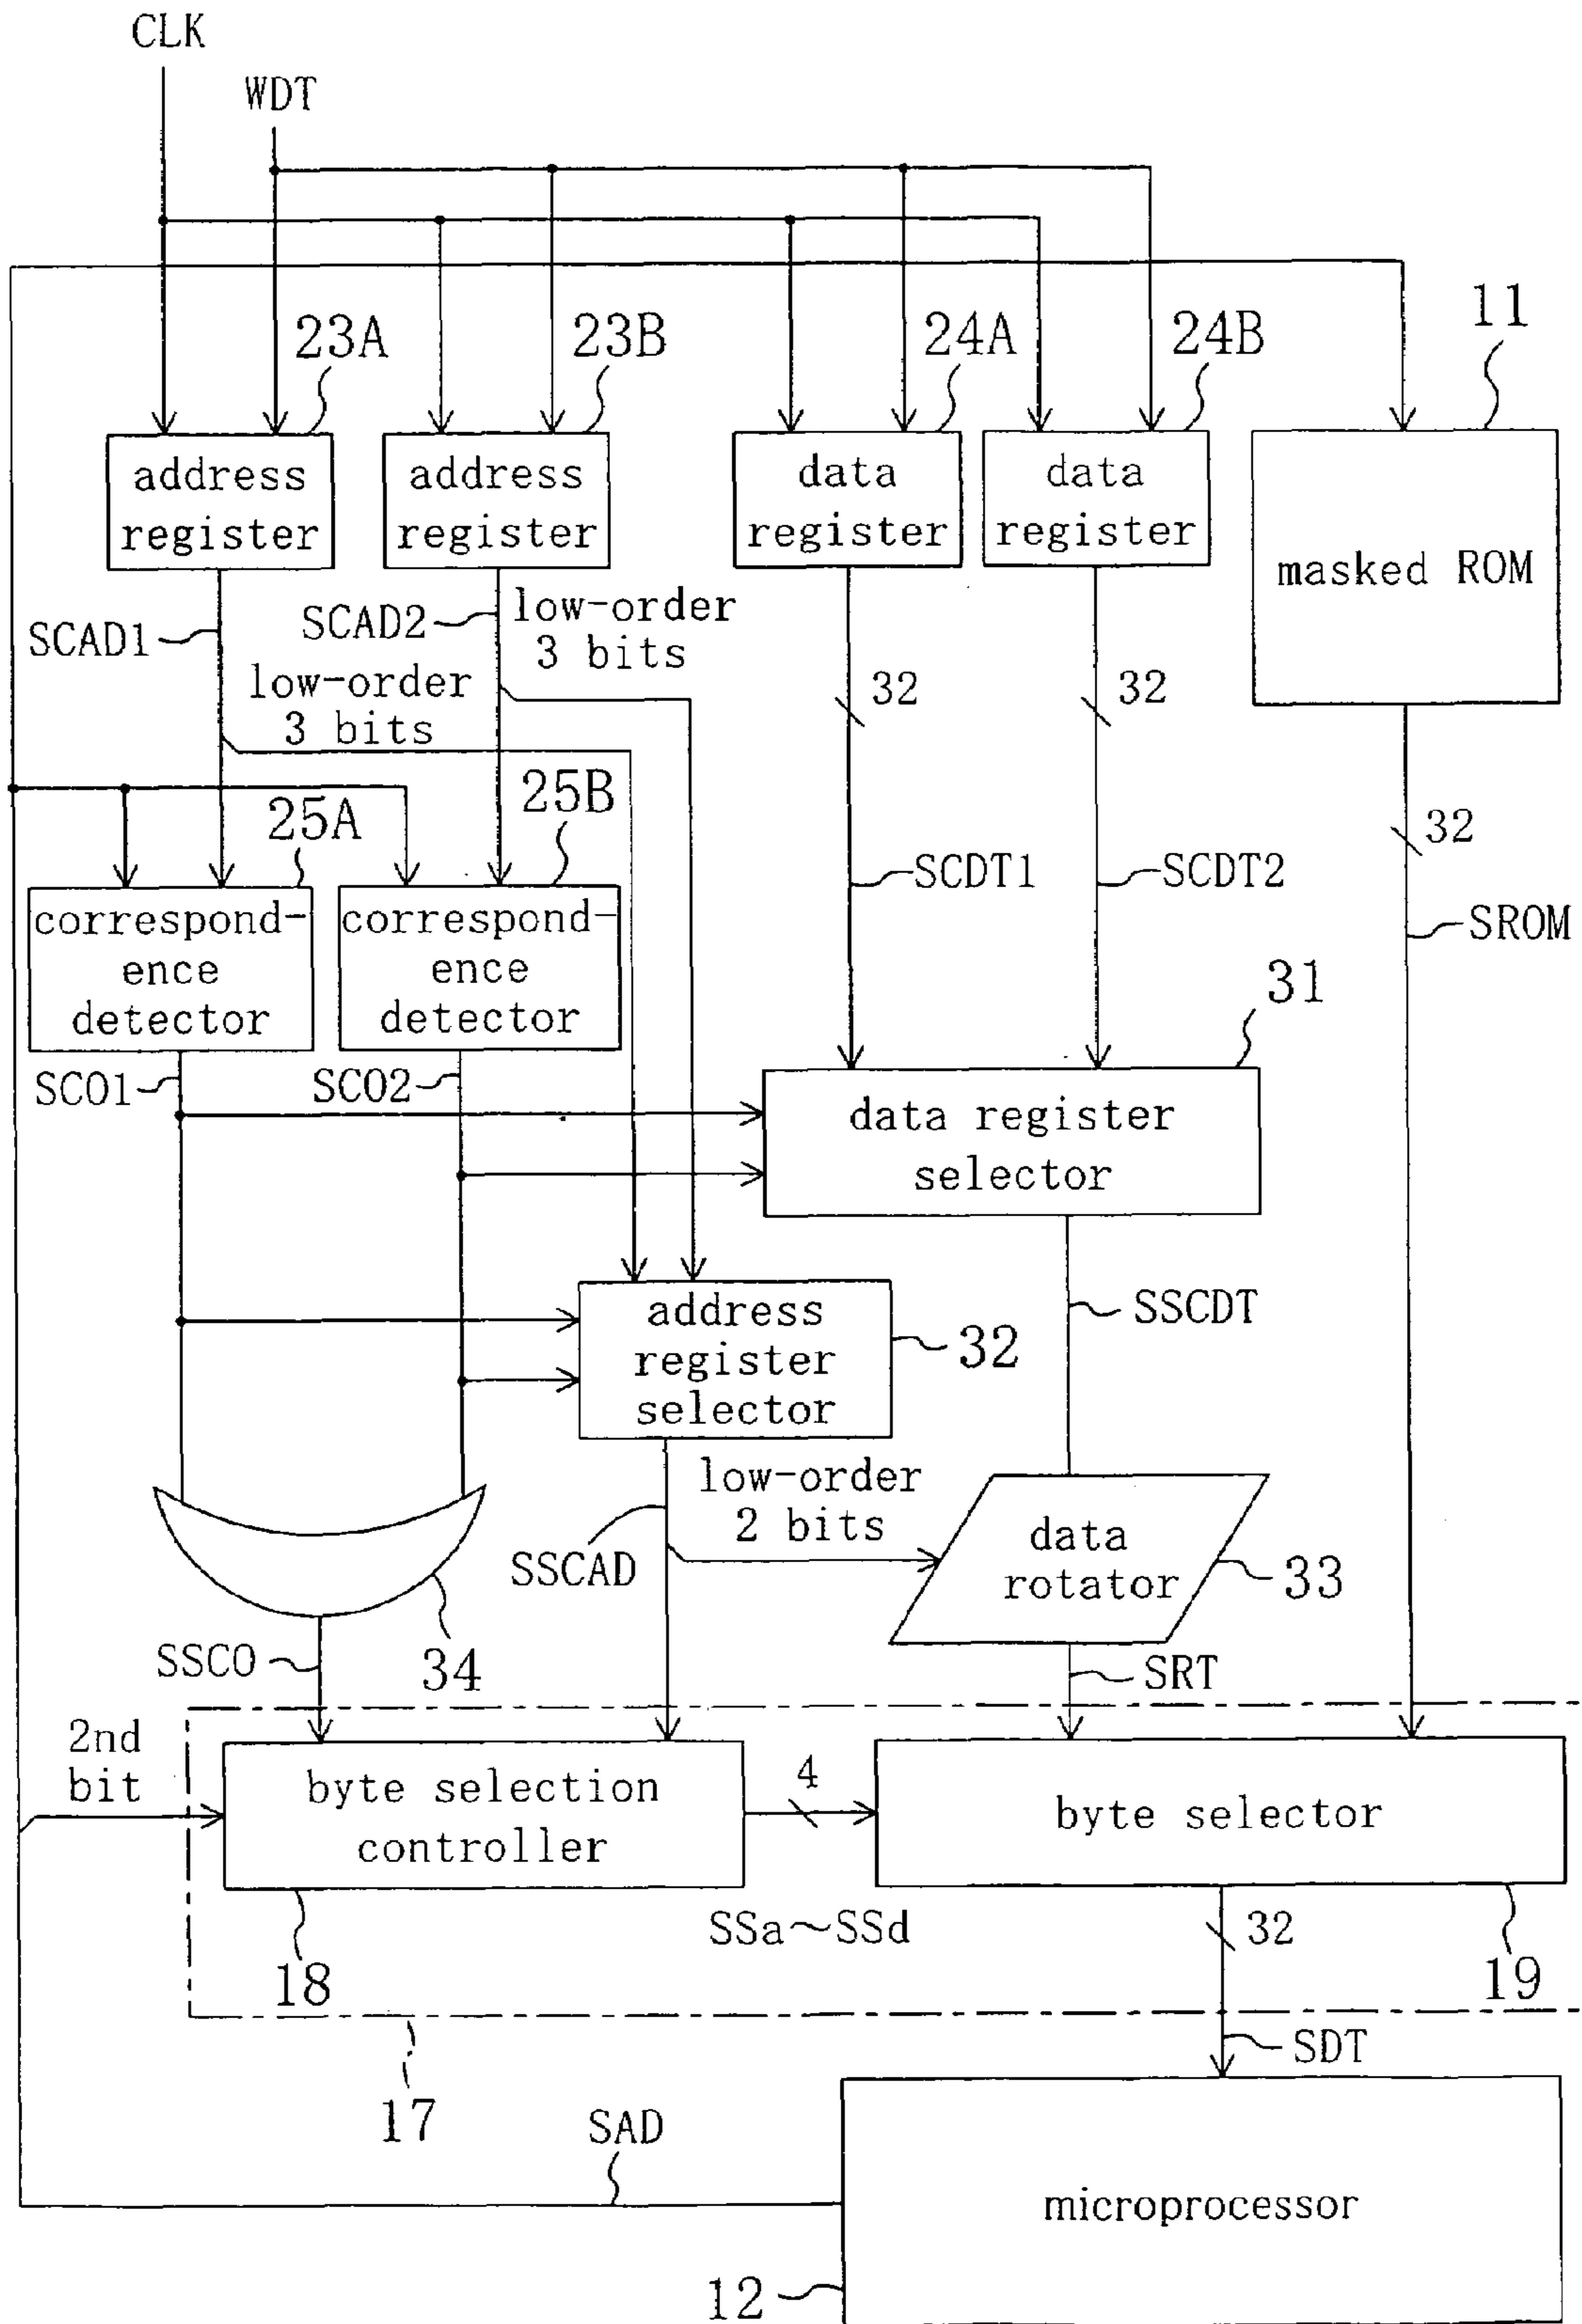 CLK
WDT
23A
23B
24A
24B
11
address
register
address
register
data
register
data
register
masked ROM
SCAD1
SCAD2
low-order
3 bits
low-order
3 bits
32
32
32
25A
25B
SCDT1
SCDT2
SROM
correspond-
ence
detector
correspond-
ence
detector
31
SCO1
SCO2
data register
selector
address
register
selector
32
SSCDT
low-order
2 bits
SSCAD
data
rotator
33
SSCO
34
SRT
2nd
bit
byte selection
controller
4
byte selector
SSa~SSd
32
18
19
17
SDT
SAD
microprocessor
12